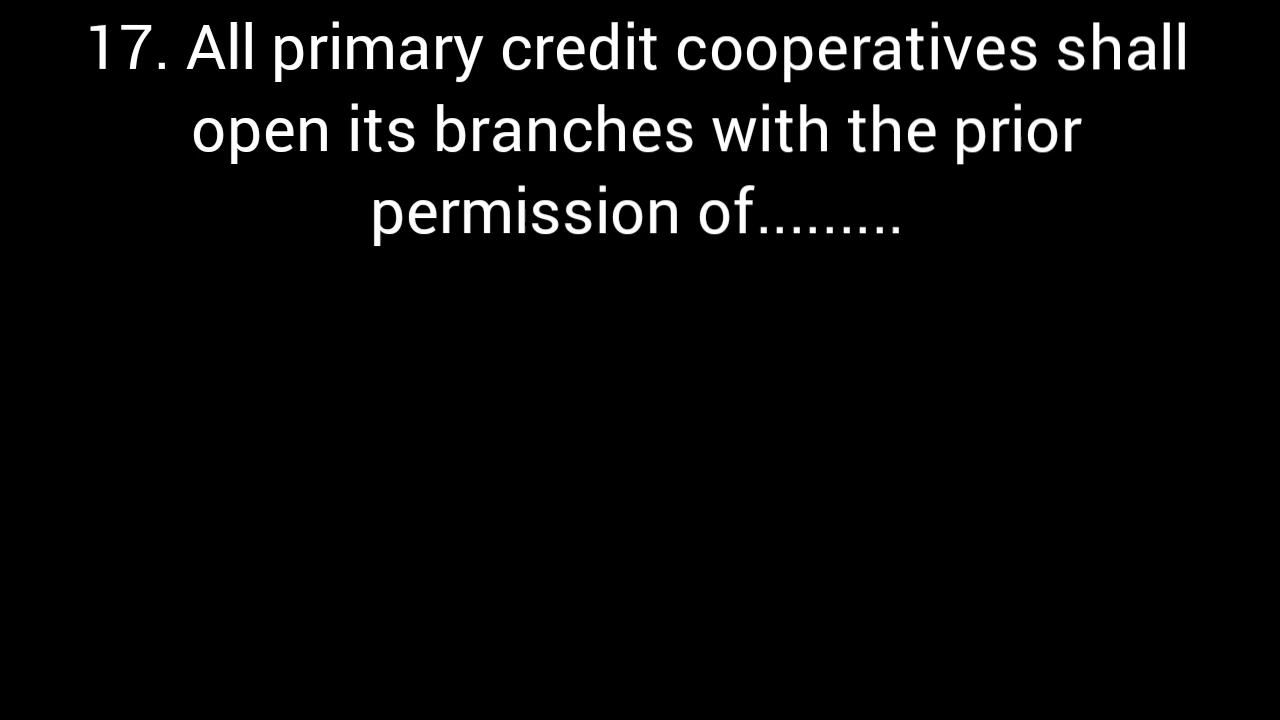 17. All primary credit cooperatives shall
open its branches with the prior
permission of.........